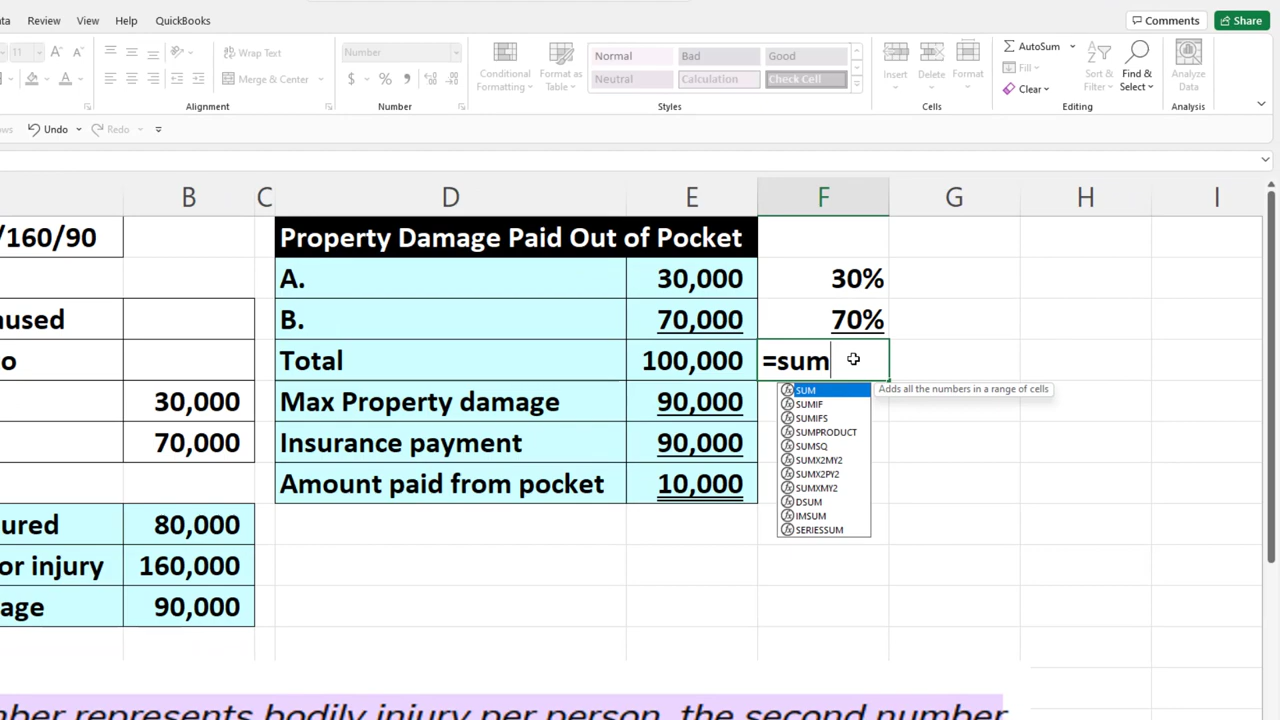 ta Review View Help QuickBooks
Comments Share
11 A A Wrap Text Number Conditional Formatting Format as Table Normal Bad Good Insert Delete Format AutoSum Sort & Filter Find & Select Analyze Data
Merge & Center $ % Neutral Calculation Check Cell Fill
Clear
Alignment Number Styles Cells Editing Analysis
ws Undo Redo
B C D E F G H I
/160/90 Property Damage Paid Out of Pocket
A. 30,000 30%
used B. 70,000 70%
o Total 100,000 =sum
30,000 Max Property damage 90,000
70,000 Insurance payment 90,000
Amount paid from pocket 10,000
ured 80,000
or injury 160,000
age 90,000
SUM Adds all the numbers in a range of cells
SUMIF
SUMIFS
SUMPRODUCT
SUMSQ
SUMX2MY2
SUMX2PY2
SUMXMY2
DSUM
IMSUM
SERIESSUM
ber represents bodily injury per person, the second number